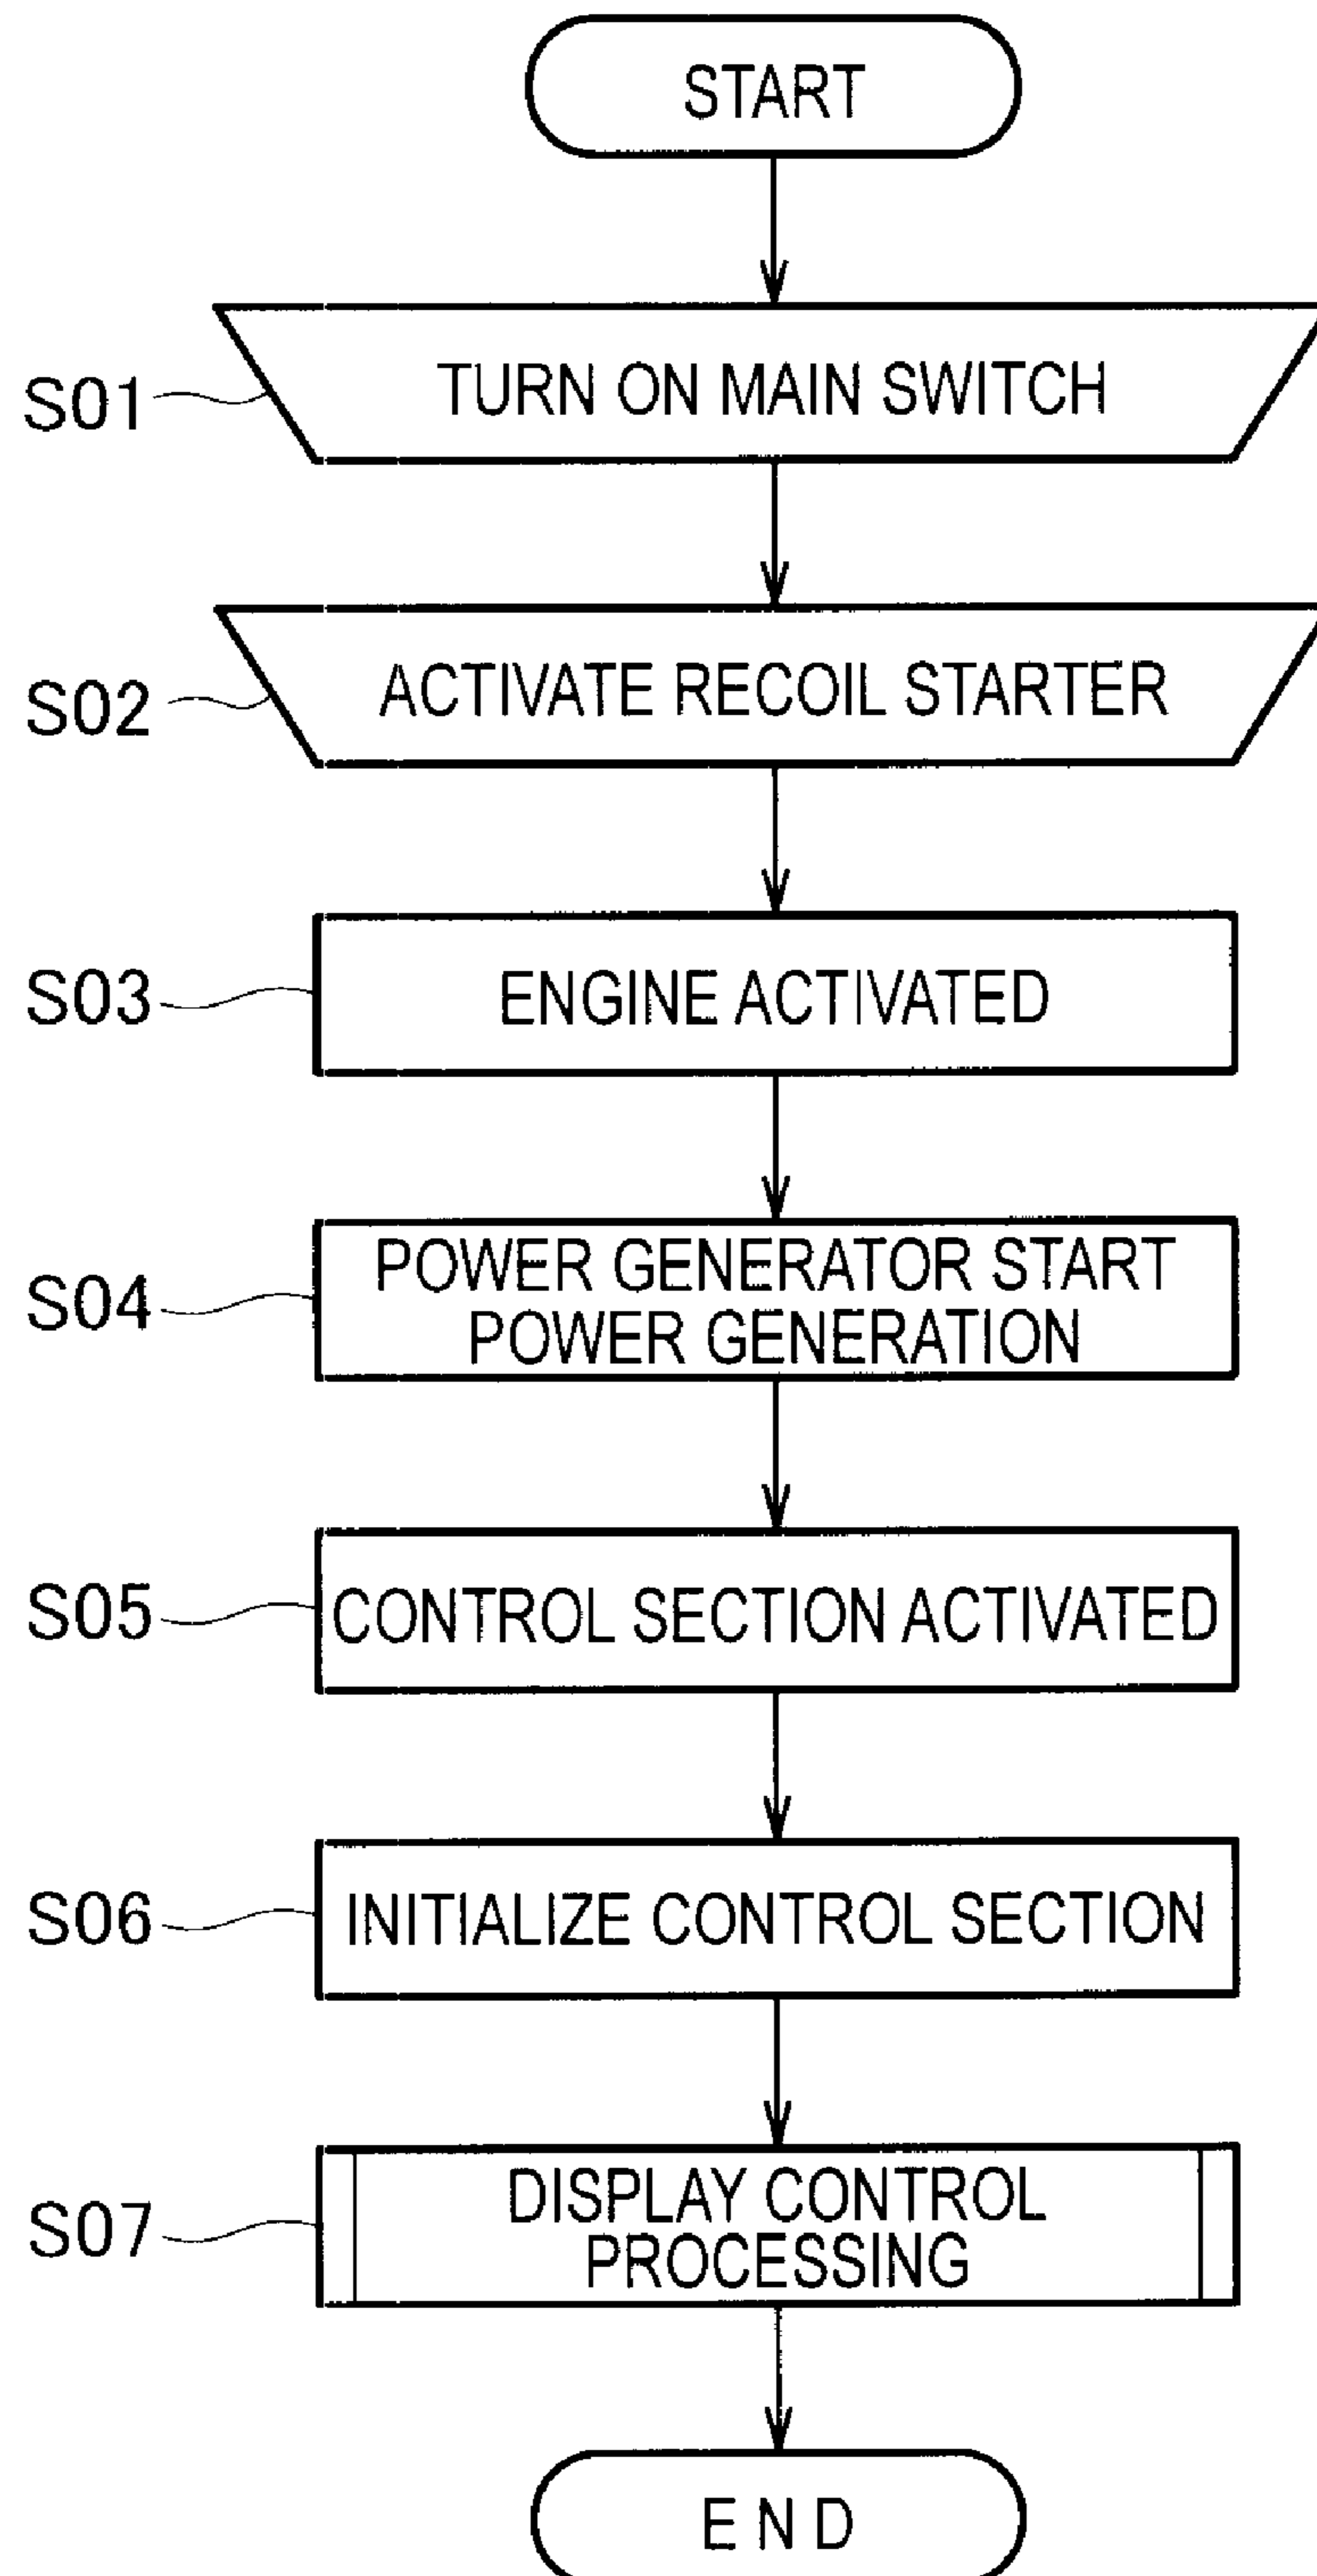 START
S01
TURN ON MAIN SWITCH
S02
ACTIVATE RECOIL STARTER
S03
ENGINE ACTIVATED
S04
POWER GENERATOR START
POWER GENERATION
S05
CONTROL SECTION ACTIVATED
S06
INITIALIZE CONTROL SECTION
S07
DISPLAY CONTROL
PROCESSING
END